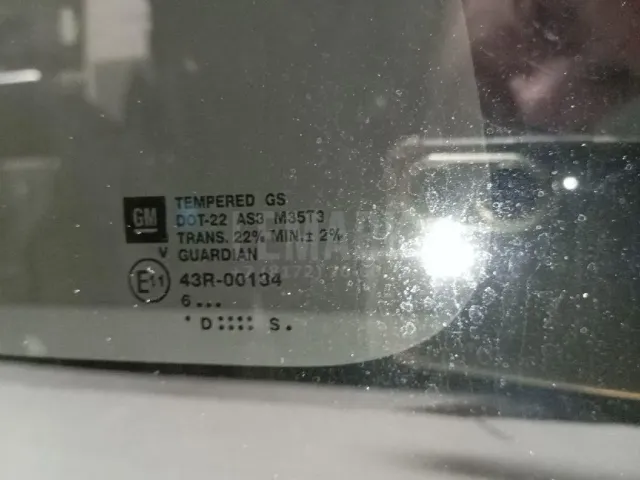 GM
TEMPERED GS
DOT-22 AS3 M35T3
TRANS. 22% MIN.± 2%
V GUARDIAN
E11 43R-00134
6...
' D :::: S.